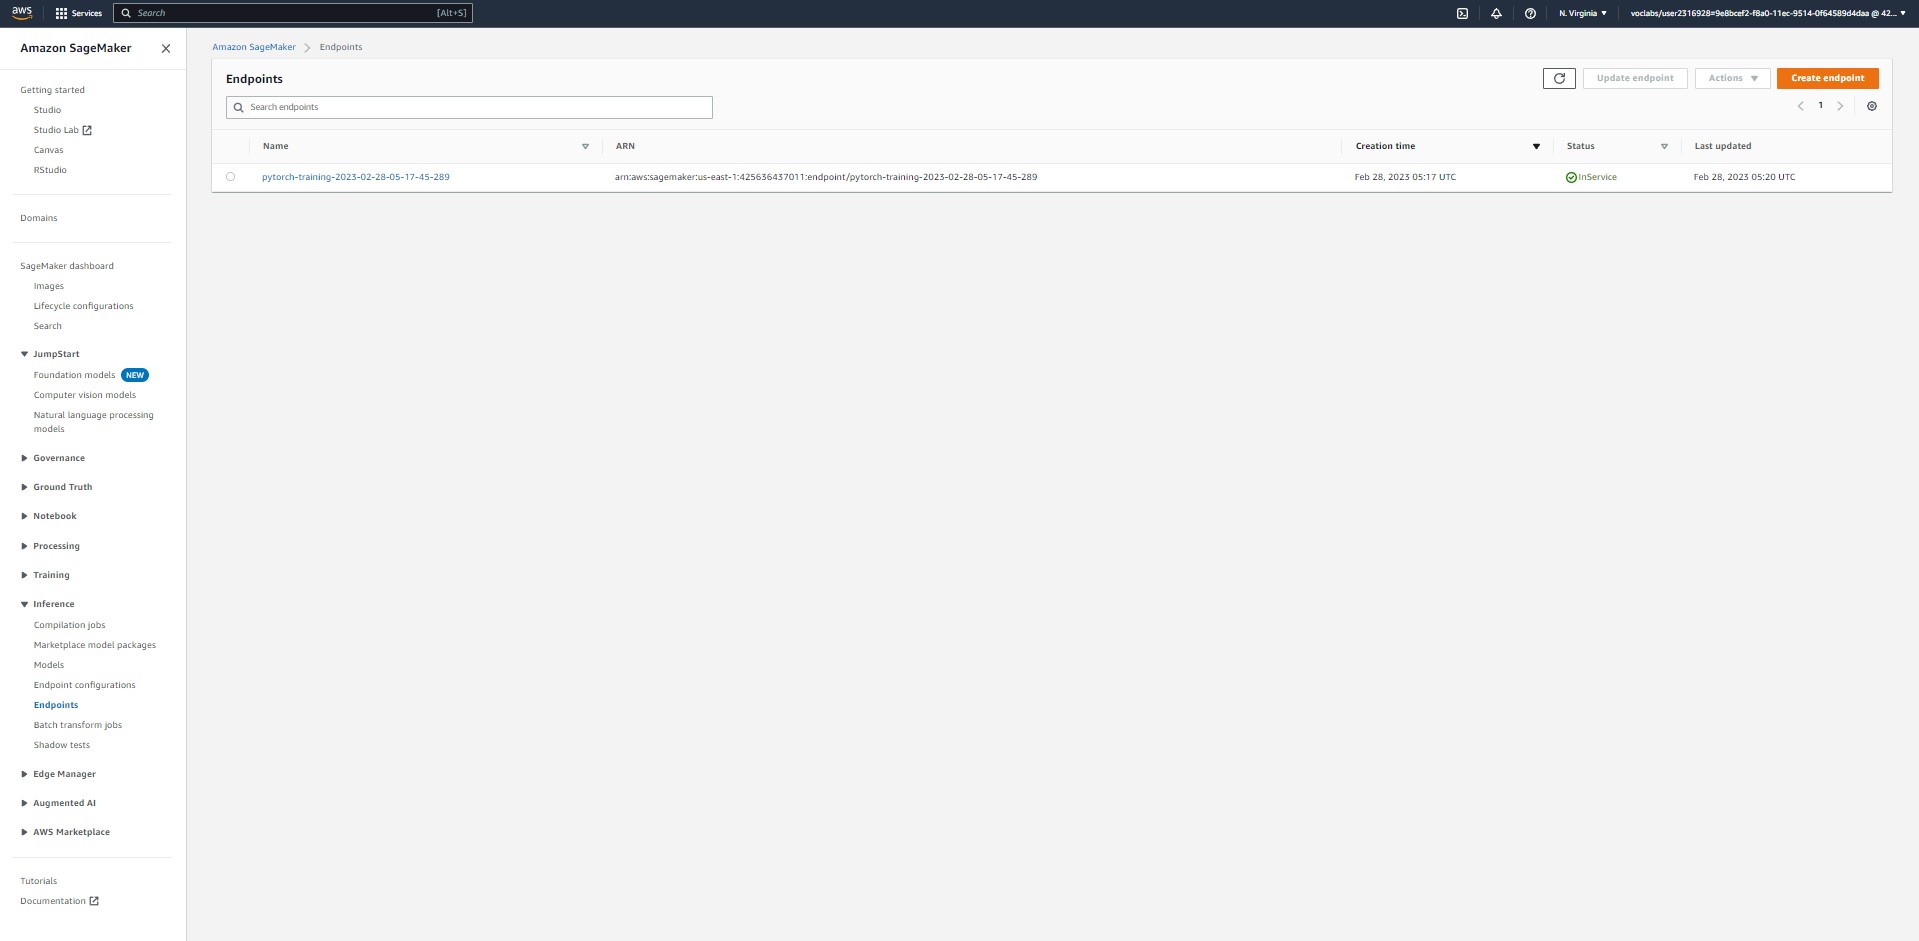 aws
Services
Search
[Alt+S]
N. Virginia
voclabs/user2316928=9e8bcef2-f8a0-11ec-9514-0f64589d4daa @ 42...
Amazon SageMaker
Getting started
Studio
Studio Lab
Canvas
RStudio
Domains
SageMaker dashboard
Images
Lifecycle configurations
Search
JumpStart
Foundation models NEW
Computer vision models
Natural language processing
models
Governance
Ground Truth
Notebook
Processing
Training
Inference
Compilation jobs
Marketplace model packages
Models
Endpoint configurations
Endpoints
Batch transform jobs
Shadow tests
Edge Manager
Augmented AI
AWS Marketplace
Tutorials
Documentation
Amazon SageMaker
Endpoints
Endpoints
Update endpoint
Actions
Create endpoint
Search endpoints
1
Name
ARN
Creation time
Status
Last updated
pytorch-training-2023-02-28-05-17-45-289
arn:aws:sagemaker:us-east-1:425636437011:endpoint/pytorch-training-2023-02-28-05-17-45-289
Feb 28, 2023 05:17 UTC
InService
Feb 28, 2023 05:20 UTC